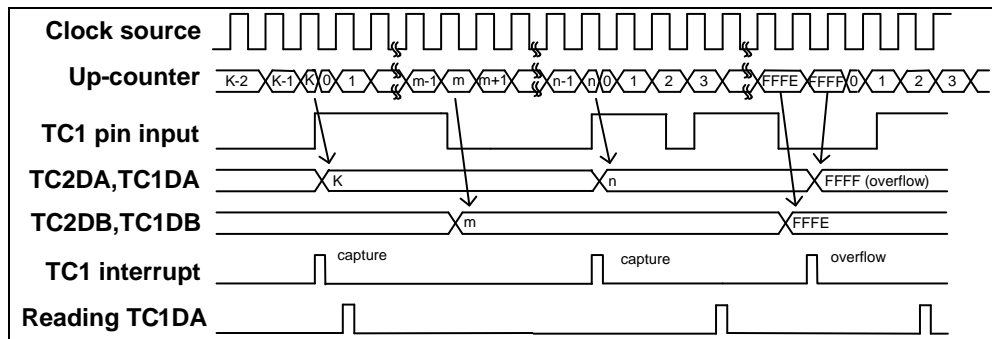 Clock source
Up-counter K-2 K-1 K 0 1 m-1 m m+1 n-1 n 0 1 2 3 FFFE FFFF 0 1 2 3
TC1 pin input
TC2DA,TC1DA K n FFFF (overflow)
TC2DB,TC1DB m FFFE
TC1 interrupt capture capture overflow
Reading TC1DA